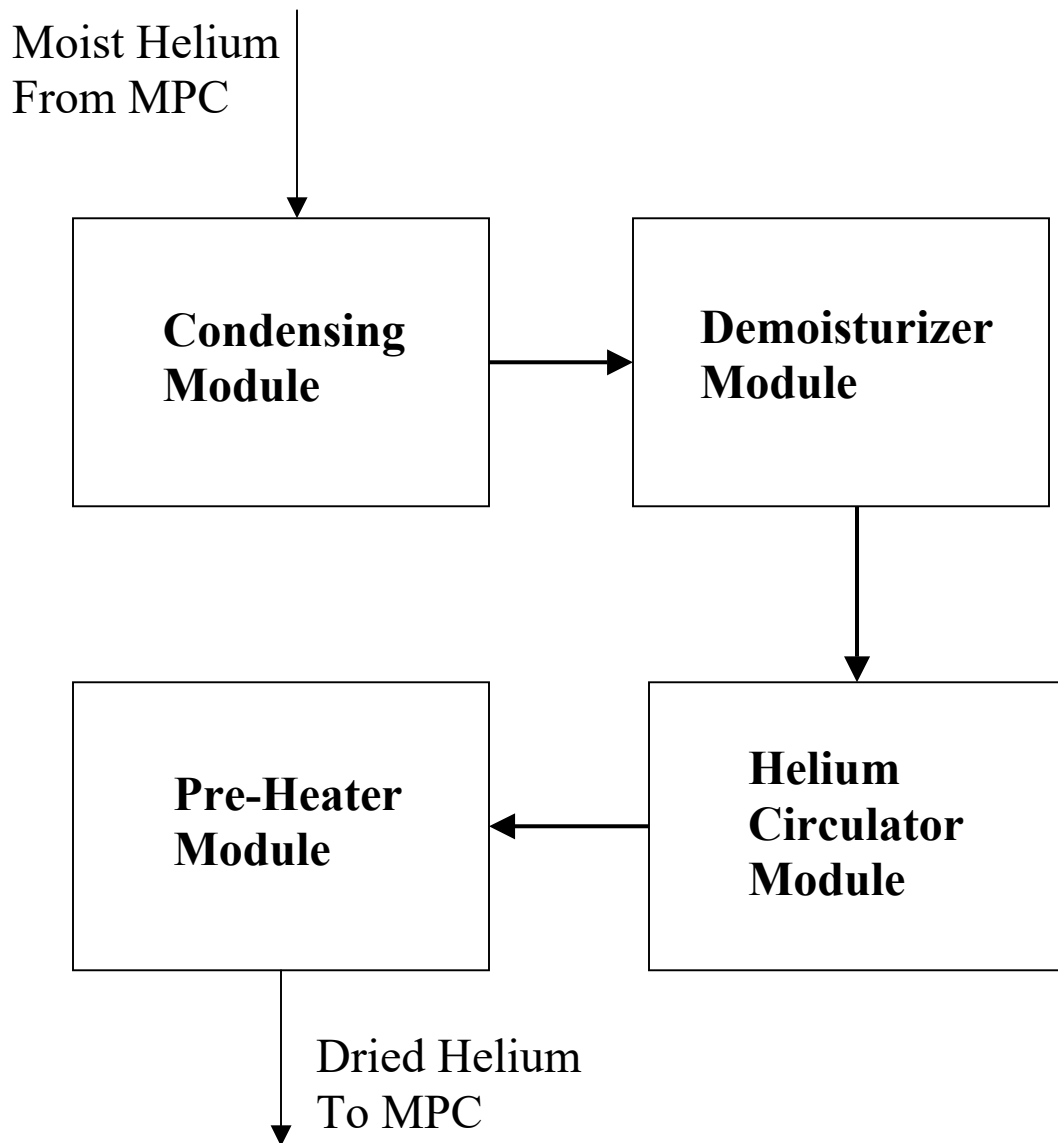 Moist Helium
From MPC
Condensing
Module
Demoisturizer
Module
Pre-Heater
Module
Helium
Circulator
Module
Dried Helium
To MPC